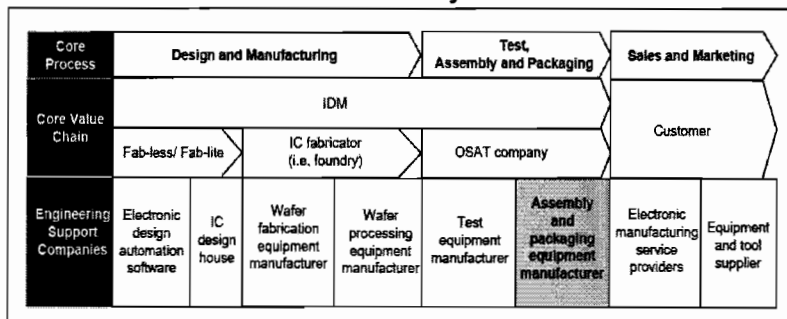 Core
Process
Design and Manufacturing
Test,
Assembly and Packaging
Sales and Marketing
Core Value
Chain
IDM
Customer
Fab-less/ Fab-lite
IC fabricator
(i.e, foundry)
OSAT company
Engineering
Support
Companies
Electronic
design
automation
software
IC
design
house
Wafer
fabrication
equipment
manufacturer
Wafer
processing
equipment
manufacturer
Test
equipment
manufacturer
Assembly
and
packaging
equipment
manufacturer
Electronic
manufacturing
service
providers
Equipment
and tool
supplier